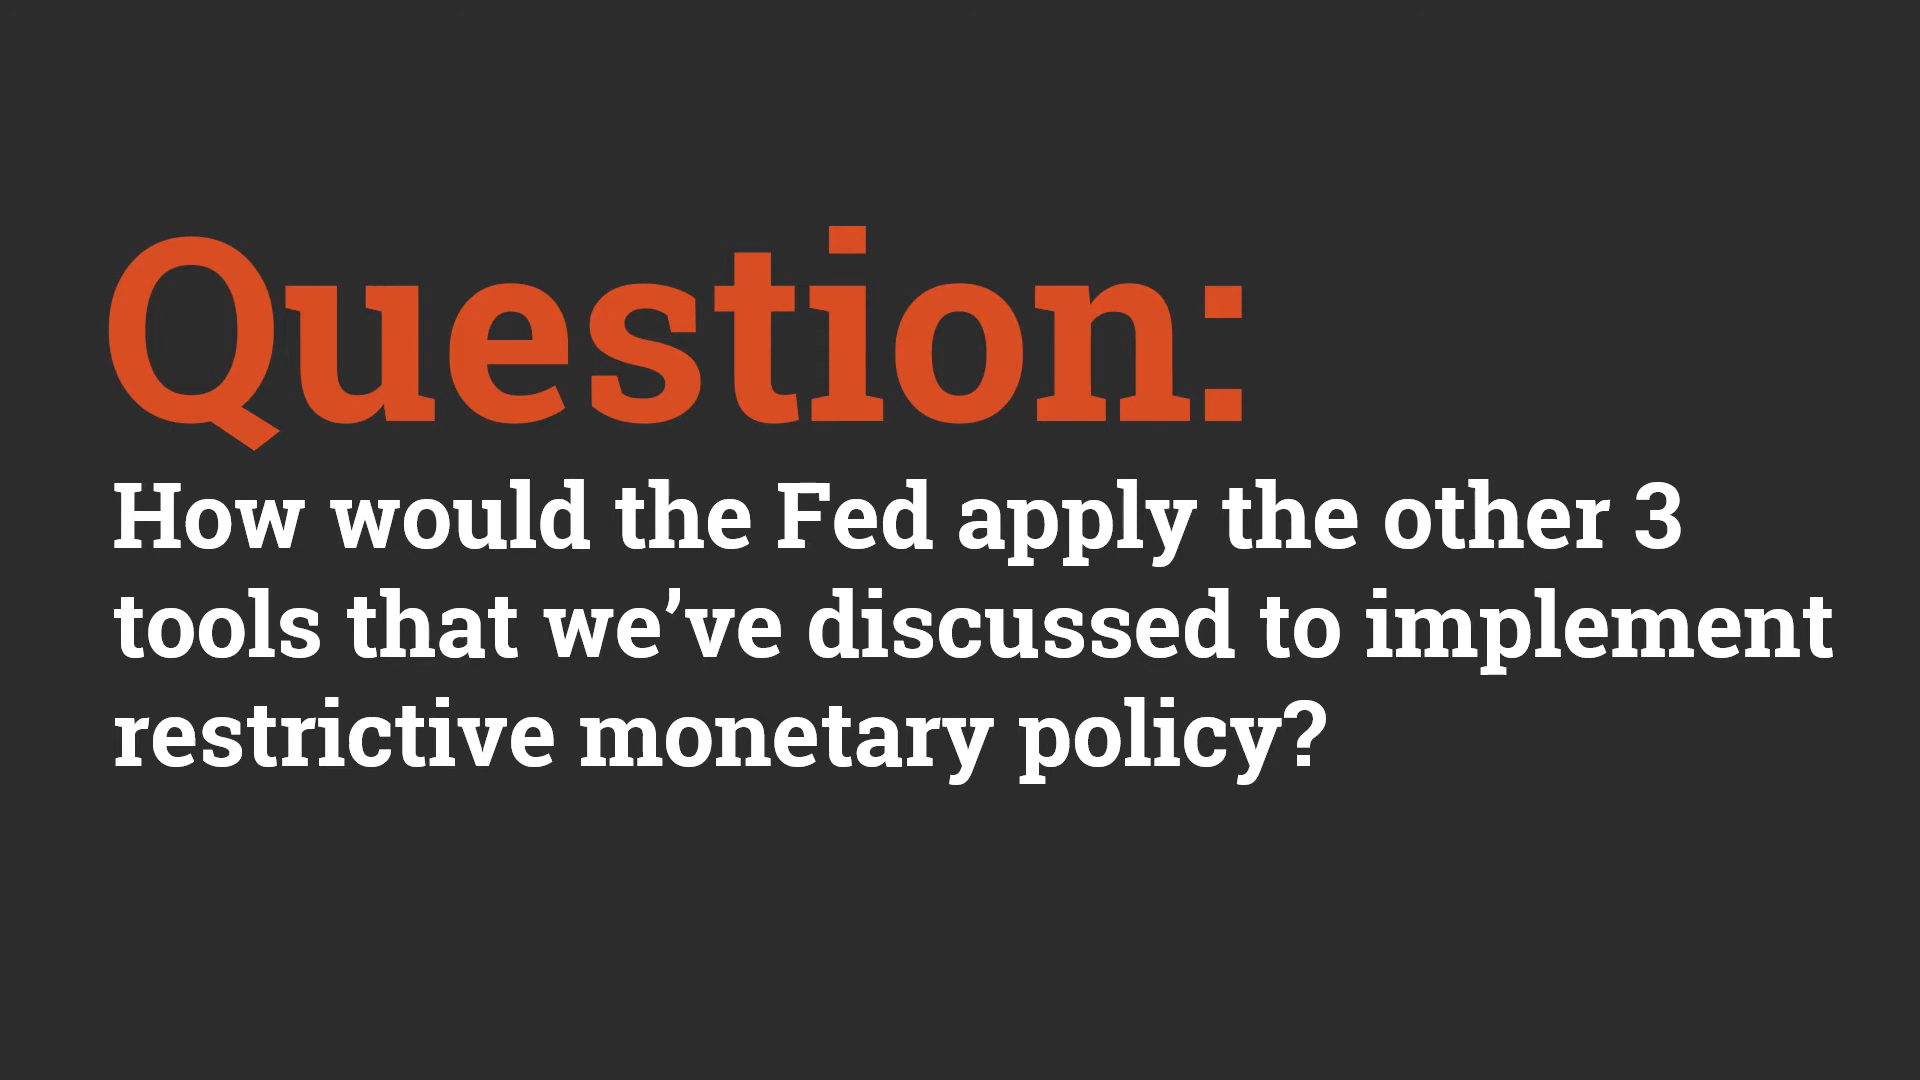 Question:
How would the Fed apply the other 3
tools that we’ve discussed to implement
restrictive monetary policy?